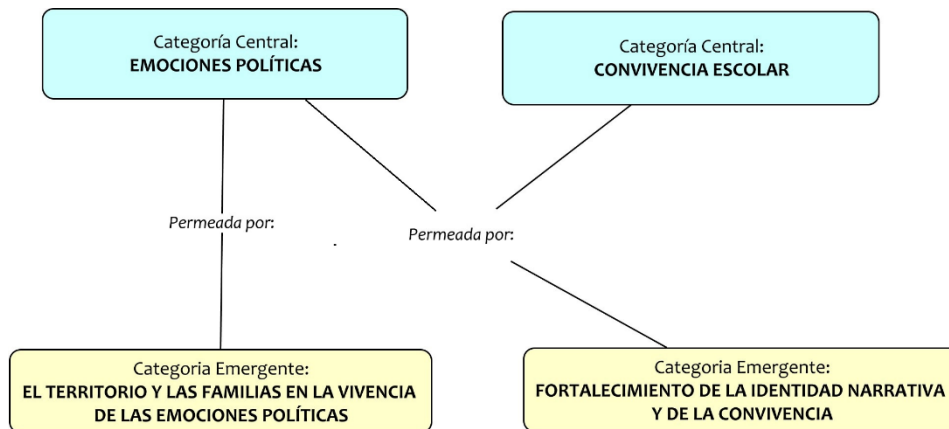 Categoría Central:
EMOCIONES POLÍTICAS
Categoría Central:
CONVIVENCIA ESCOLAR
Permeada por:
Permeada por:
Categoria Emergente:
EL TERRITORIO Y LAS FAMILIAS EN LA VIVENCIA
DE LAS EMOCIONES POLÍTICAS
Categoria Emergente:
FORTALECIMIENTO DE LA IDENTIDAD NARRATIVA
Y DE LA CONVIVENCIA